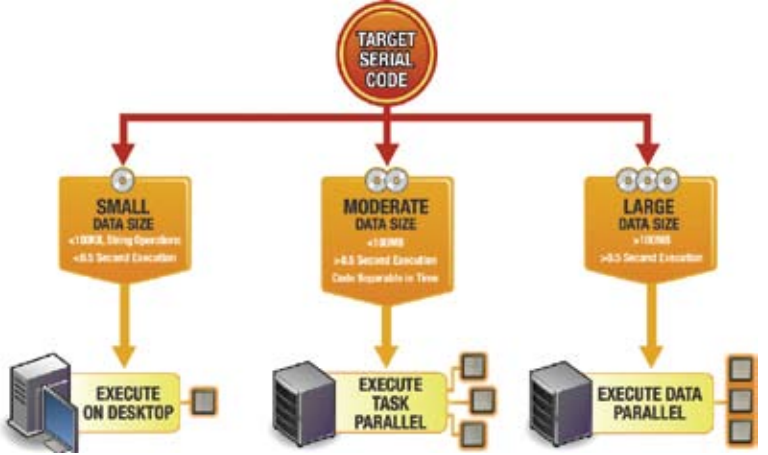 TARGET
SERIAL
CODE
SMALL
DATA SIZE
<100KB, String Operations
<0.5 Second Execution
MODERATE
DATA SIZE
<100MB
>0.5 Second Execution
Code Separable in Time
LARGE
DATA SIZE
>100MB
>0.5 Second Execution
EXECUTE
ON DESKTOP
EXECUTE
TASK
PARALLEL
EXECUTE DATA
PARALLEL